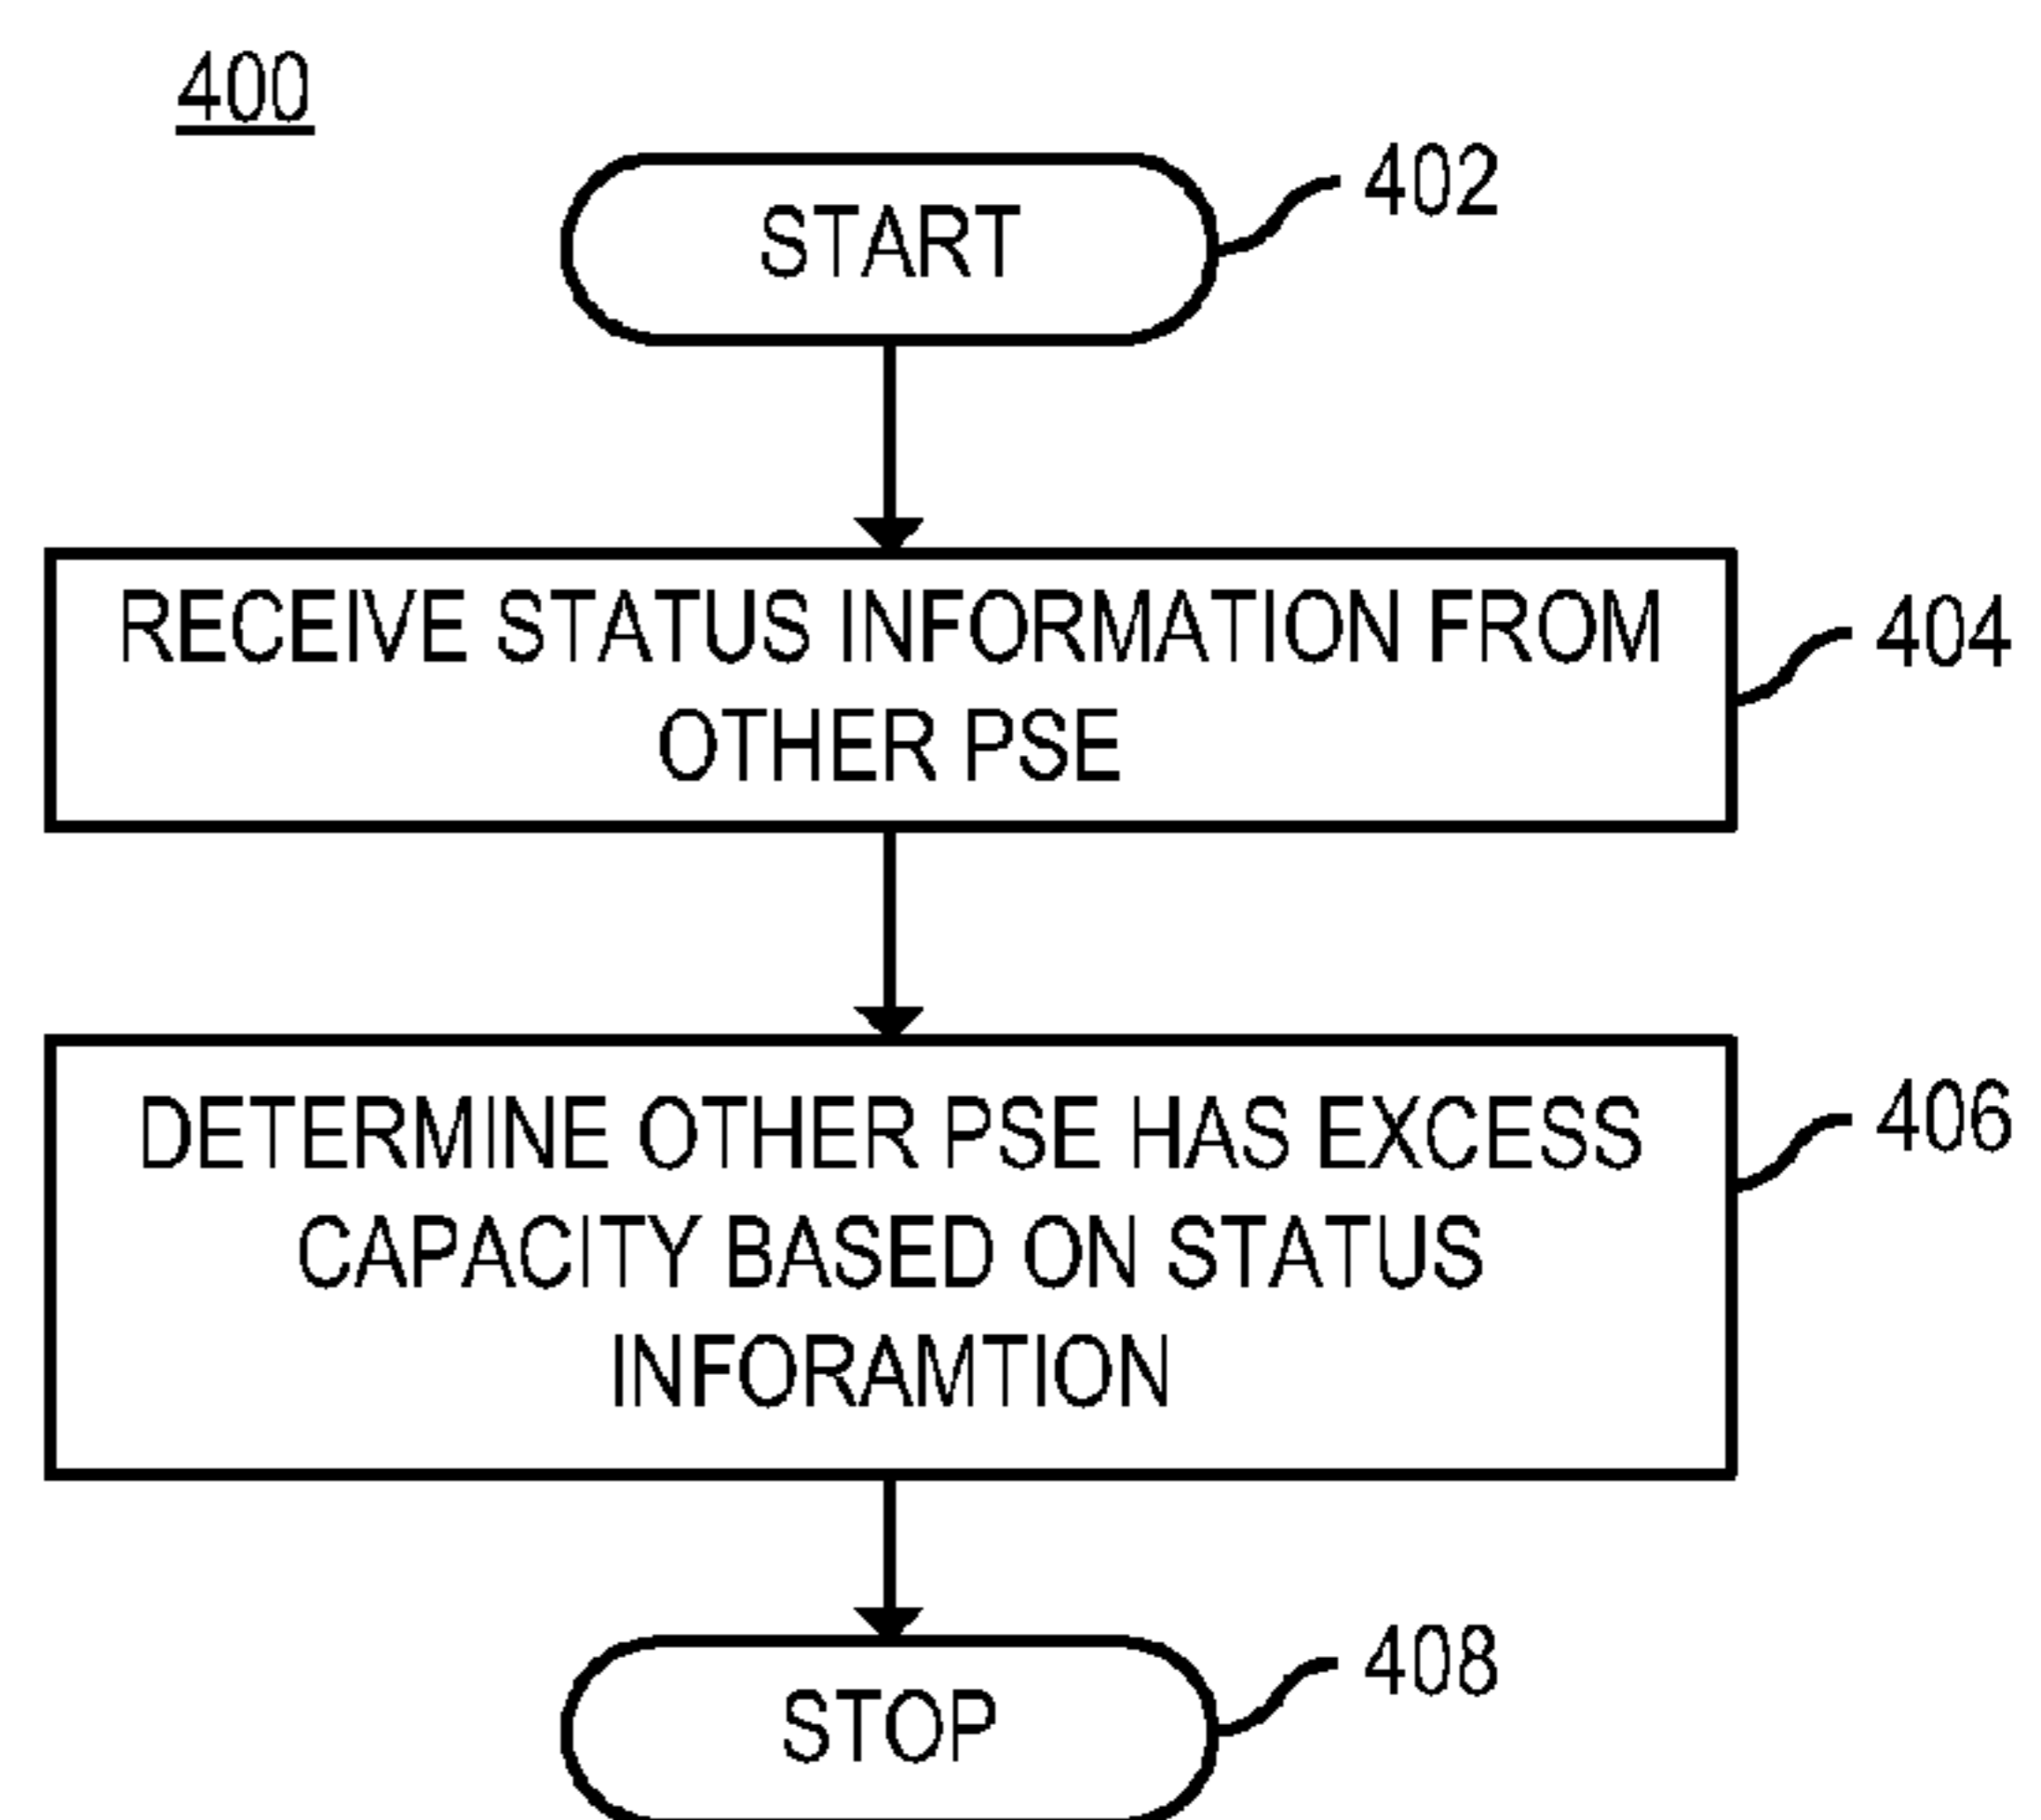 400
START
402
RECEIVE STATUS INFORMATION FROM
OTHER PSE
404
DETERMINE OTHER PSE HAS EXCESS
CAPACITY BASED ON STATUS
INFORAMTION
406
STOP
408